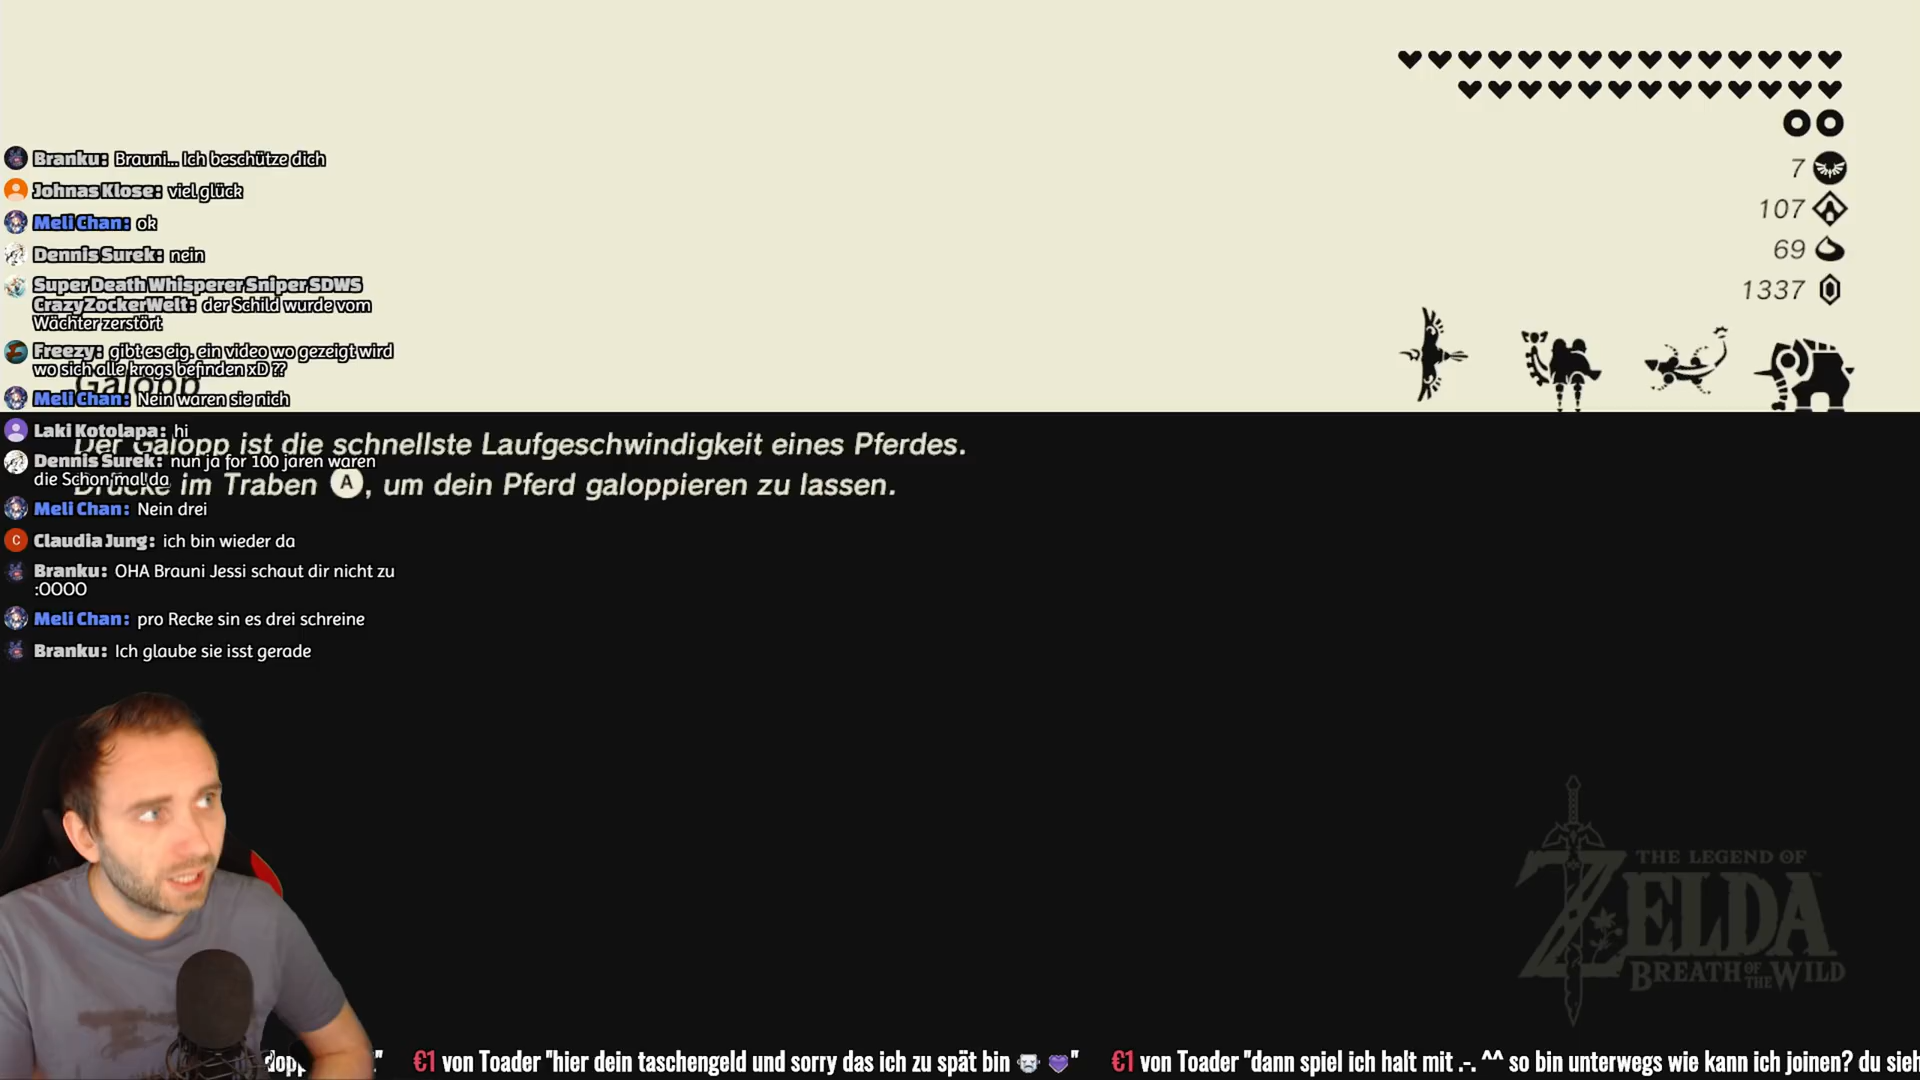 Branku: Brauni... Ich beschütze dich
Johnas Klose: viel glück
Meli Chan: ok
Dennis Surek: nein
Super Death Whisperer Sniper SDWS
CrazyZockerWelt: der Schild wurde vom
Wächter zerstört
Freezy: gibt es eig. ein video wo gezeigt wird
wo sich alle krogs befinden xD ??
Meli Chan: Nein waren sie nich
Laki Kotolapa: hi
Dennis Surek: nun ja for 100 jaren waren
die Schon mal da
Meli Chan: Nein drei
C
Claudia Jung: ich bin wieder da
Branku: OHA Brauni Jessi schaut dir nicht zu
:OOOO
Meli Chan: pro Recke sin es drei schreine
Branku: Ich glaube sie isst gerade
Galopp
Der Galopp ist die schnellste Laufgeschwindigkeit eines Pferdes.
Drücke im Traben A, um dein Pferd galoppieren zu lassen.
7
107
69
1337
THE LEGEND OF
ZELDA
BREATH OF THE WILD
€1 von Toader "hier dein taschengeld und sorry das ich zu spät bin 😼 💜" €1 von Toader "dann spiel ich halt mit .-. ^^ so bin unterwegs wie kann ich joinen? du sieh